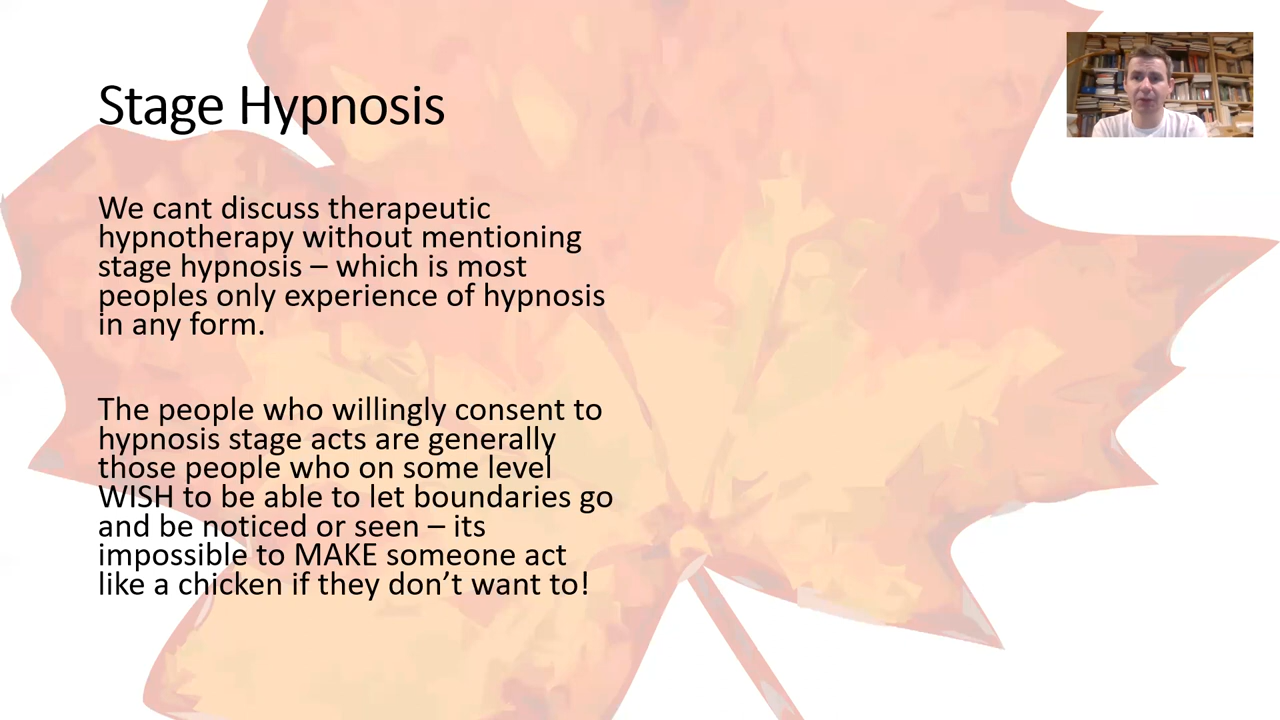 Stage Hypnosis
We cant discuss therapeutic
hypnotherapy without mentioning
stage hypnosis – which is most
peoples only experience of hypnosis
in any form.
The people who willingly consent to
hypnosis stage acts are generally
those people who on some level
WISH to be able to let boundaries go
and be noticed or seen – its
impossible to MAKE someone act
like a chicken if they don’t want to!